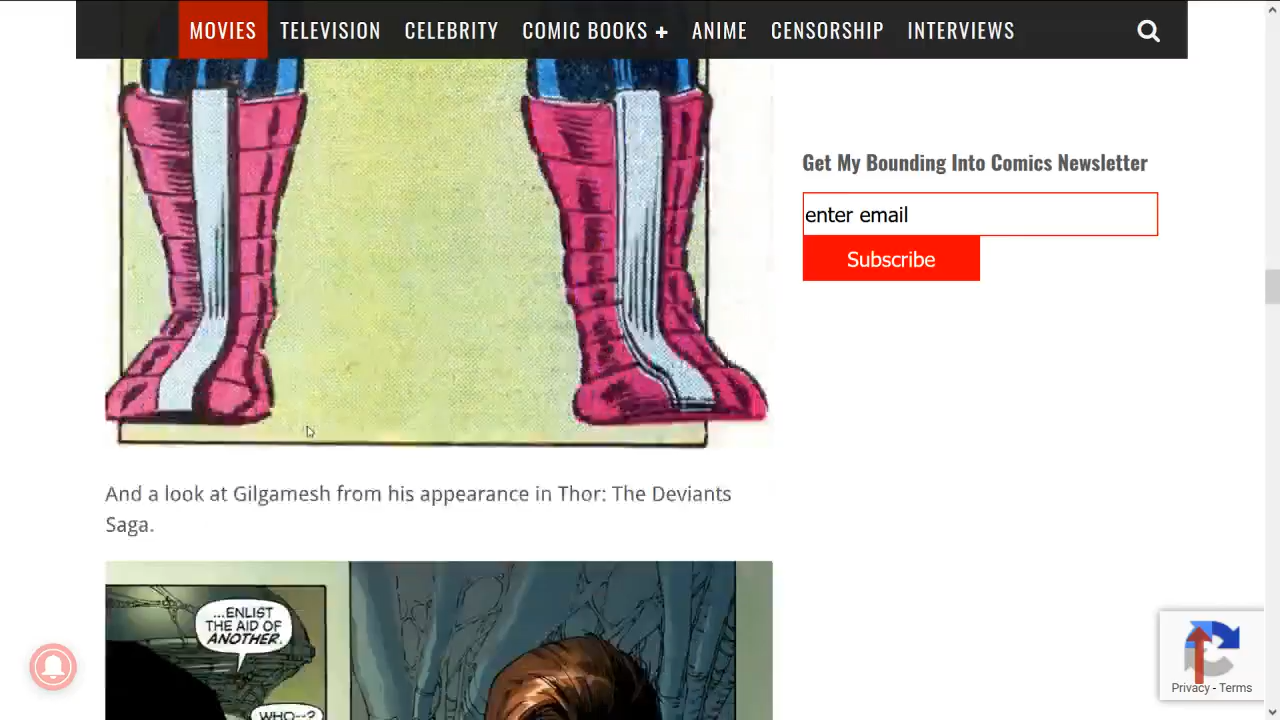 MOVIES TELEVISION CELEBRITY COMIC BOOKS + ANIME CENSORSHIP INTERVIEWS
Get My Bounding Into Comics Newsletter
enter email
Subscribe
And a look at Gilgamesh from his appearance in Thor: The Deviants
Saga.
...ENLIST
THE AID OF
ANOTHER.
WHO--?
Privacy - Terms